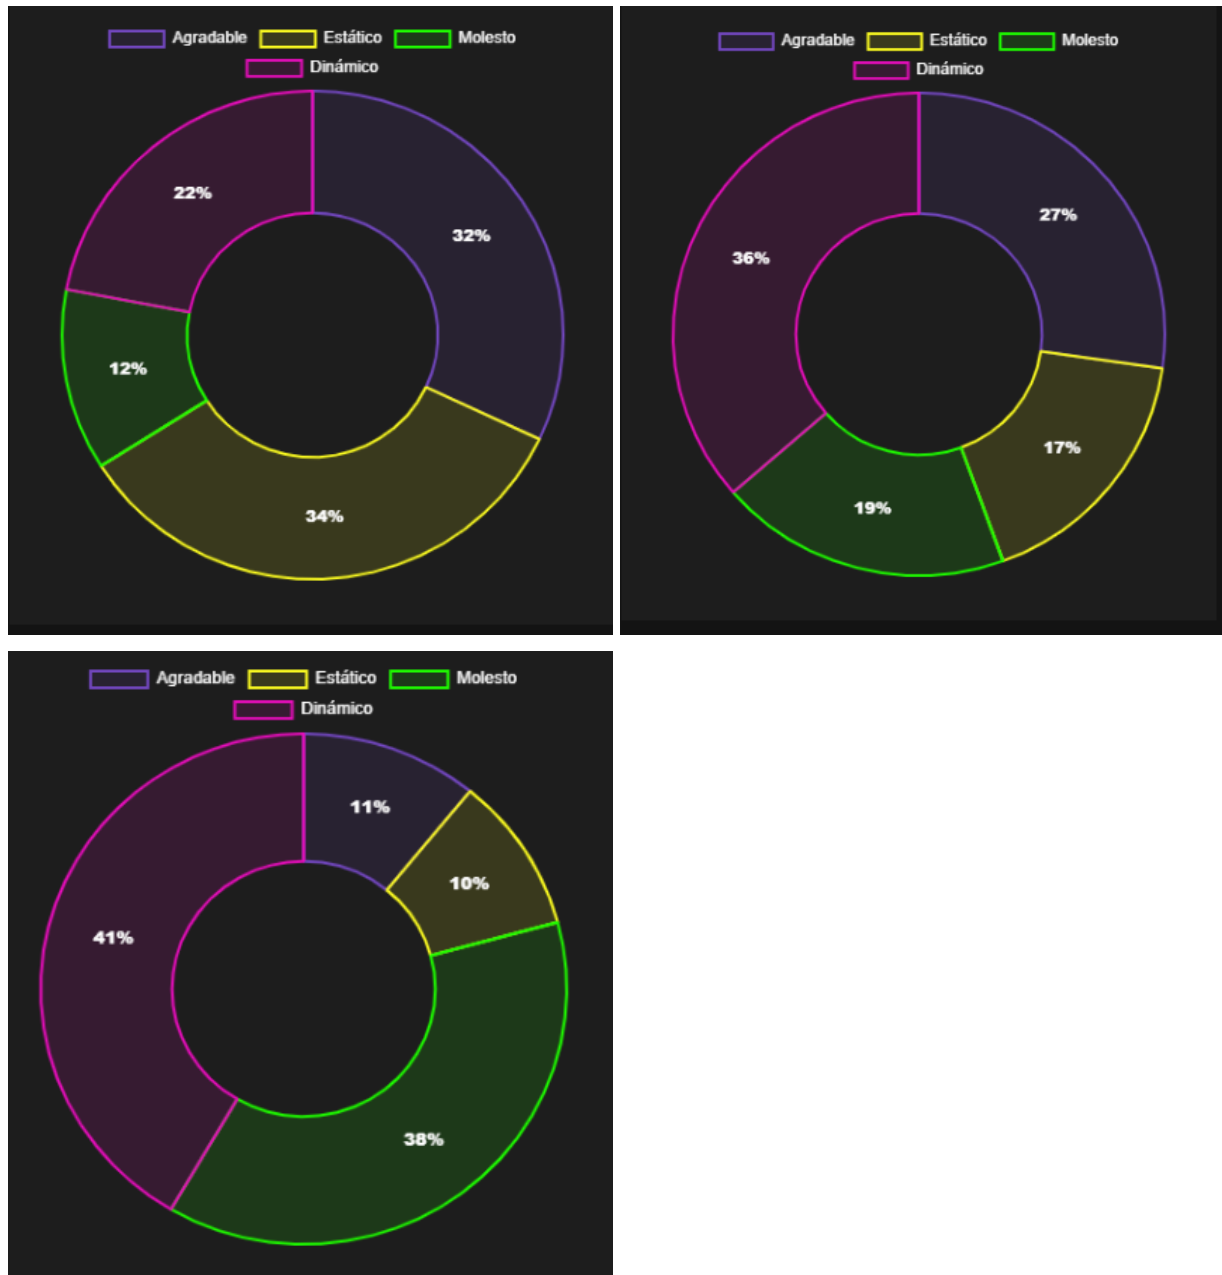 Agradable Estático Molesto
Dinámico
22%
32%
12%
34%
Agradable Estático Molesto
Dinámico
27%
36%
17%
19%
Agradable Estático Molesto
Dinámico
11%
10%
41%
38%